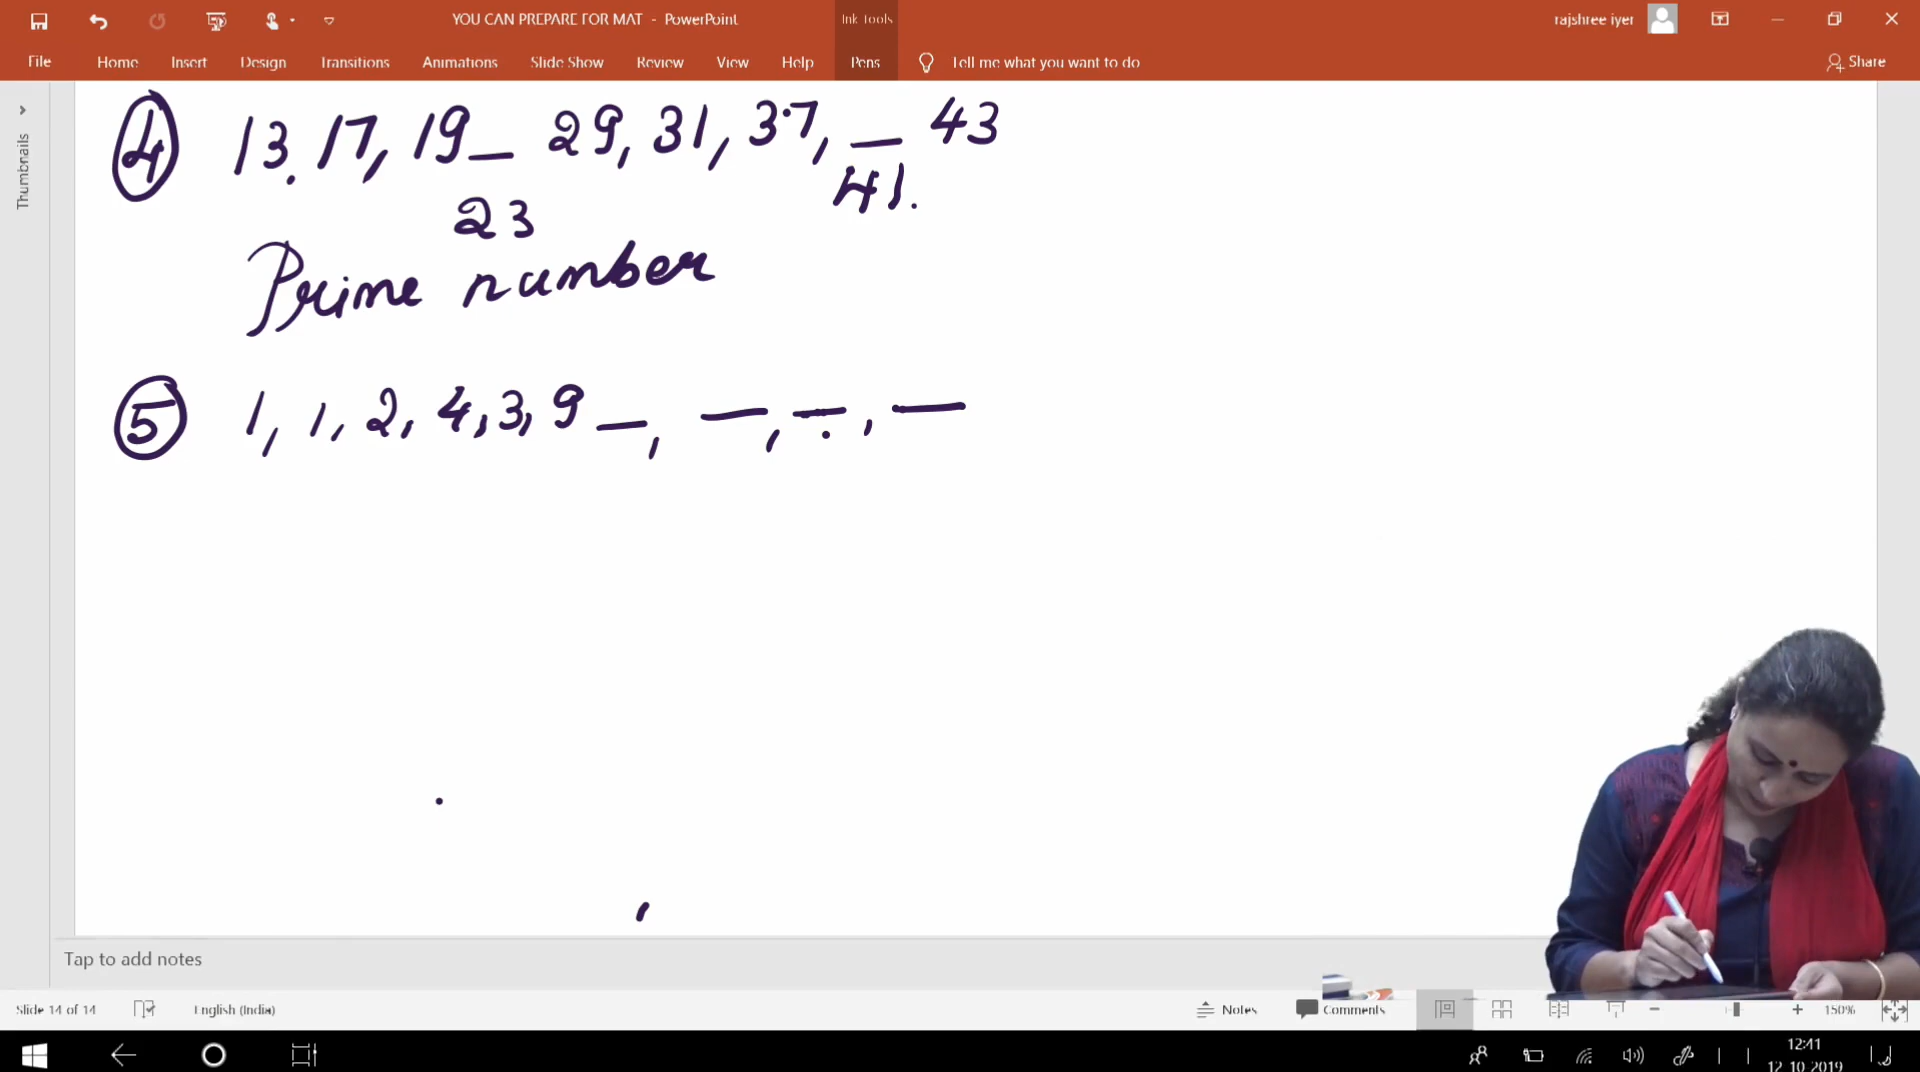 YOU CAN PREPARE FOR MAT - PowerPoint
Ink Tools
rajshree iyer
File Home Insert Design Transitions Animations Slide Show Review View Help Pens Tell me what you want to do Share
Thumbnails
4 13. 17, 19 _ 29, 31, 37, _ 43
41.
23
Prime number
5 1, 1, 2, 4, 3, 9 _, _, _, _
Tap to add notes
Slide 14 of 14 English (India) Notes Comments 150%
12:41
12-10-2019